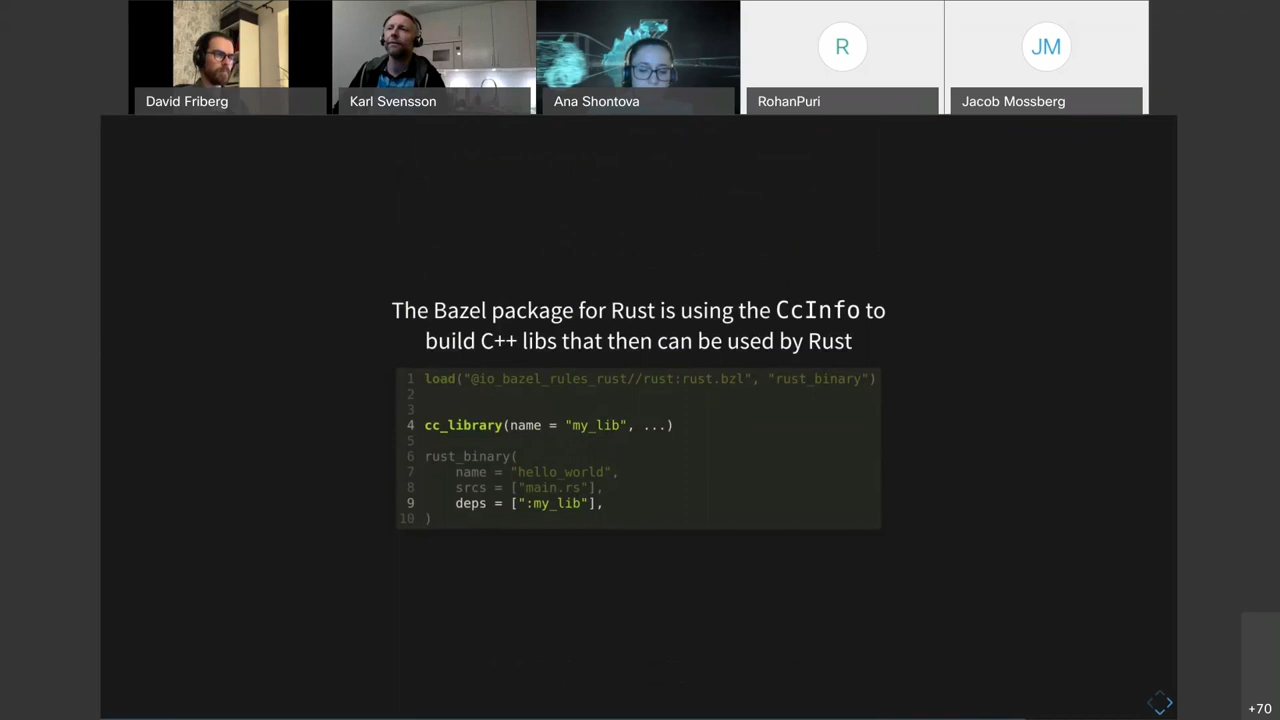 David Friberg
Karl Svensson
Ana Shontova
R
RohanPuri
JM
Jacob Mossberg
The Bazel package for Rust is using the CcInfo to
build C++ libs that then can be used by Rust
1 load("@io_bazel_rules_rust//rust:rust.bzl", "rust_binary")
2
3
4 cc_library(name = "my_lib", ...)
5
6 rust_binary(
7     name = "hello_world",
8     srcs = ["main.rs"],
9     deps = [":my_lib"],
10 )
+70